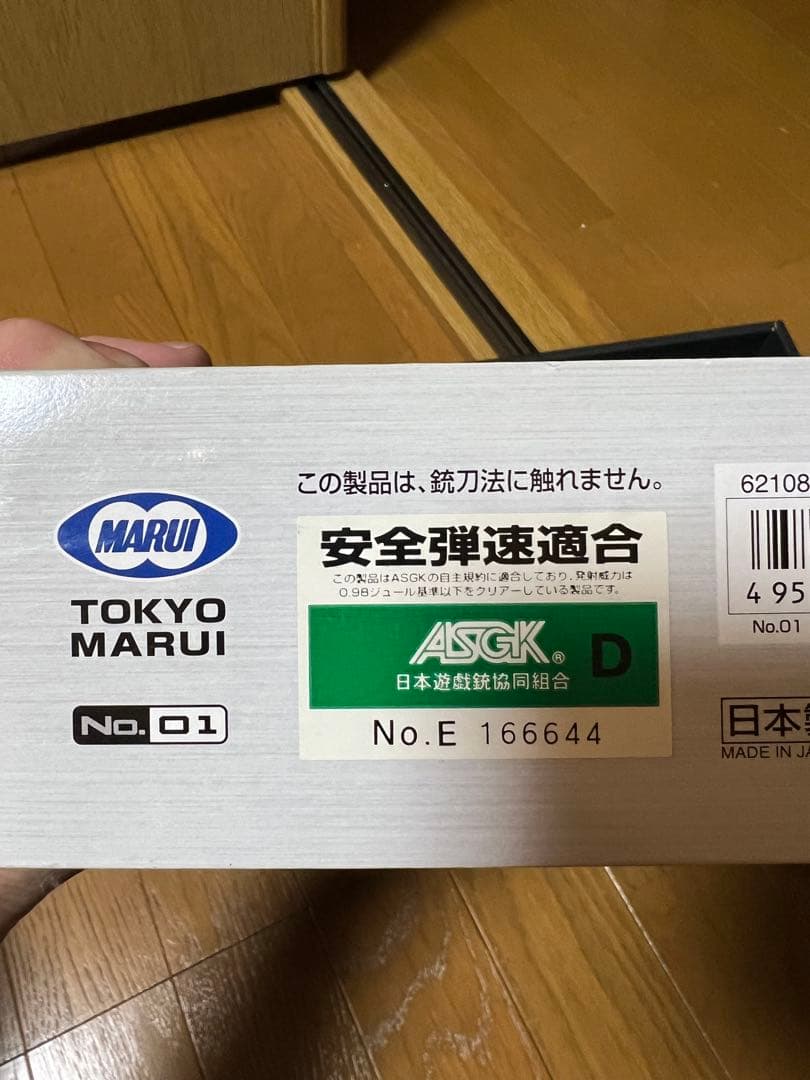 この製品は、銃刀法に触れません。
MARUI
TOKYO
MARUI
No. 01
安全弾速適合
この製品はASGKの自主規約に適合しており、発射威力は
0.98ジュール基準以下をクリアーしている製品です。
ASGK® D
日本遊戯銃協同組合
No.E 166644
62108
4 95
No.01
日本
MADE IN JA